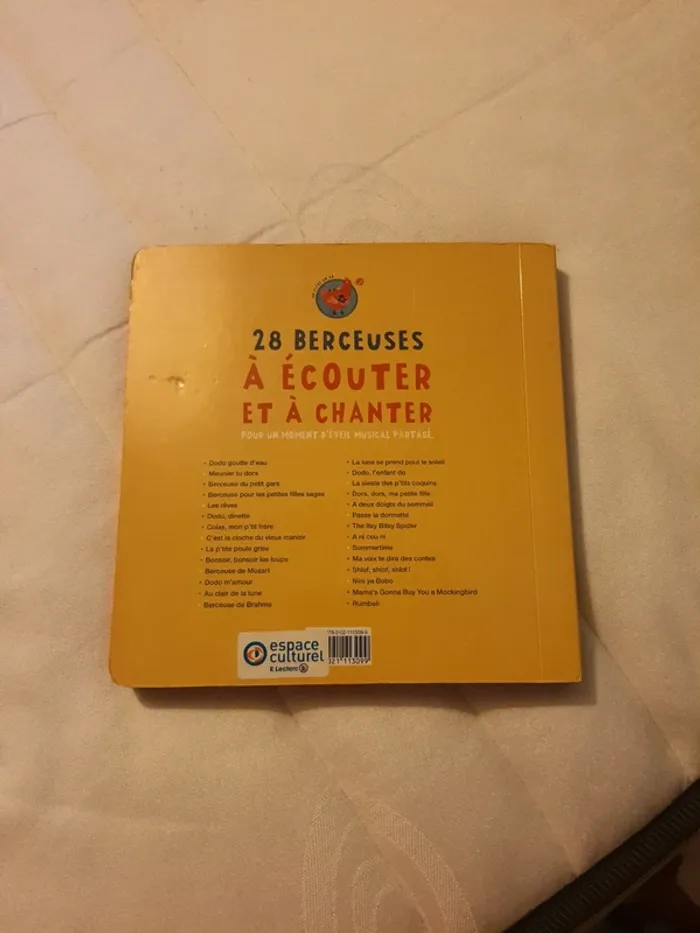 28 BERCEUSES
À ÉCOUTER
ET À CHANTER
POUR UN MOMENT D'ÉVEIL MUSICAL PARTAGÉ
• Dodo goutte d'eau
Meunier tu dors
• Berceuse du petit gars
• Berceuse pour les petites filles sages
Les rêves
• Dodo, dinette
• Colas, mon p'tit frère
C'est la cloche du vieux manoir
• La p'tite poule grise
• Bonsoir, bonsoir les loups
Berceuse de Mozart
• Dodo m'amour
• Au clair de la lune
• Berceuse de Brahms
• La lune se prend pour le soleil
• Dodo, l'enfant do
La sieste des p'tits coquins
• Dors, dors, ma petite fille
• A deux doigts du sommeil
Passe la dormette
• The Itsy Bitsy Spider
• A ni cou ni
Sommertime
• Ma voix te dira des contes
• Shlof, shlof, shlof !
Nini ya Bobo
• Mama's Gonna Buy You a Mockingbird
• Rumbali
espace
culturel
E.Leclerc
321 113099